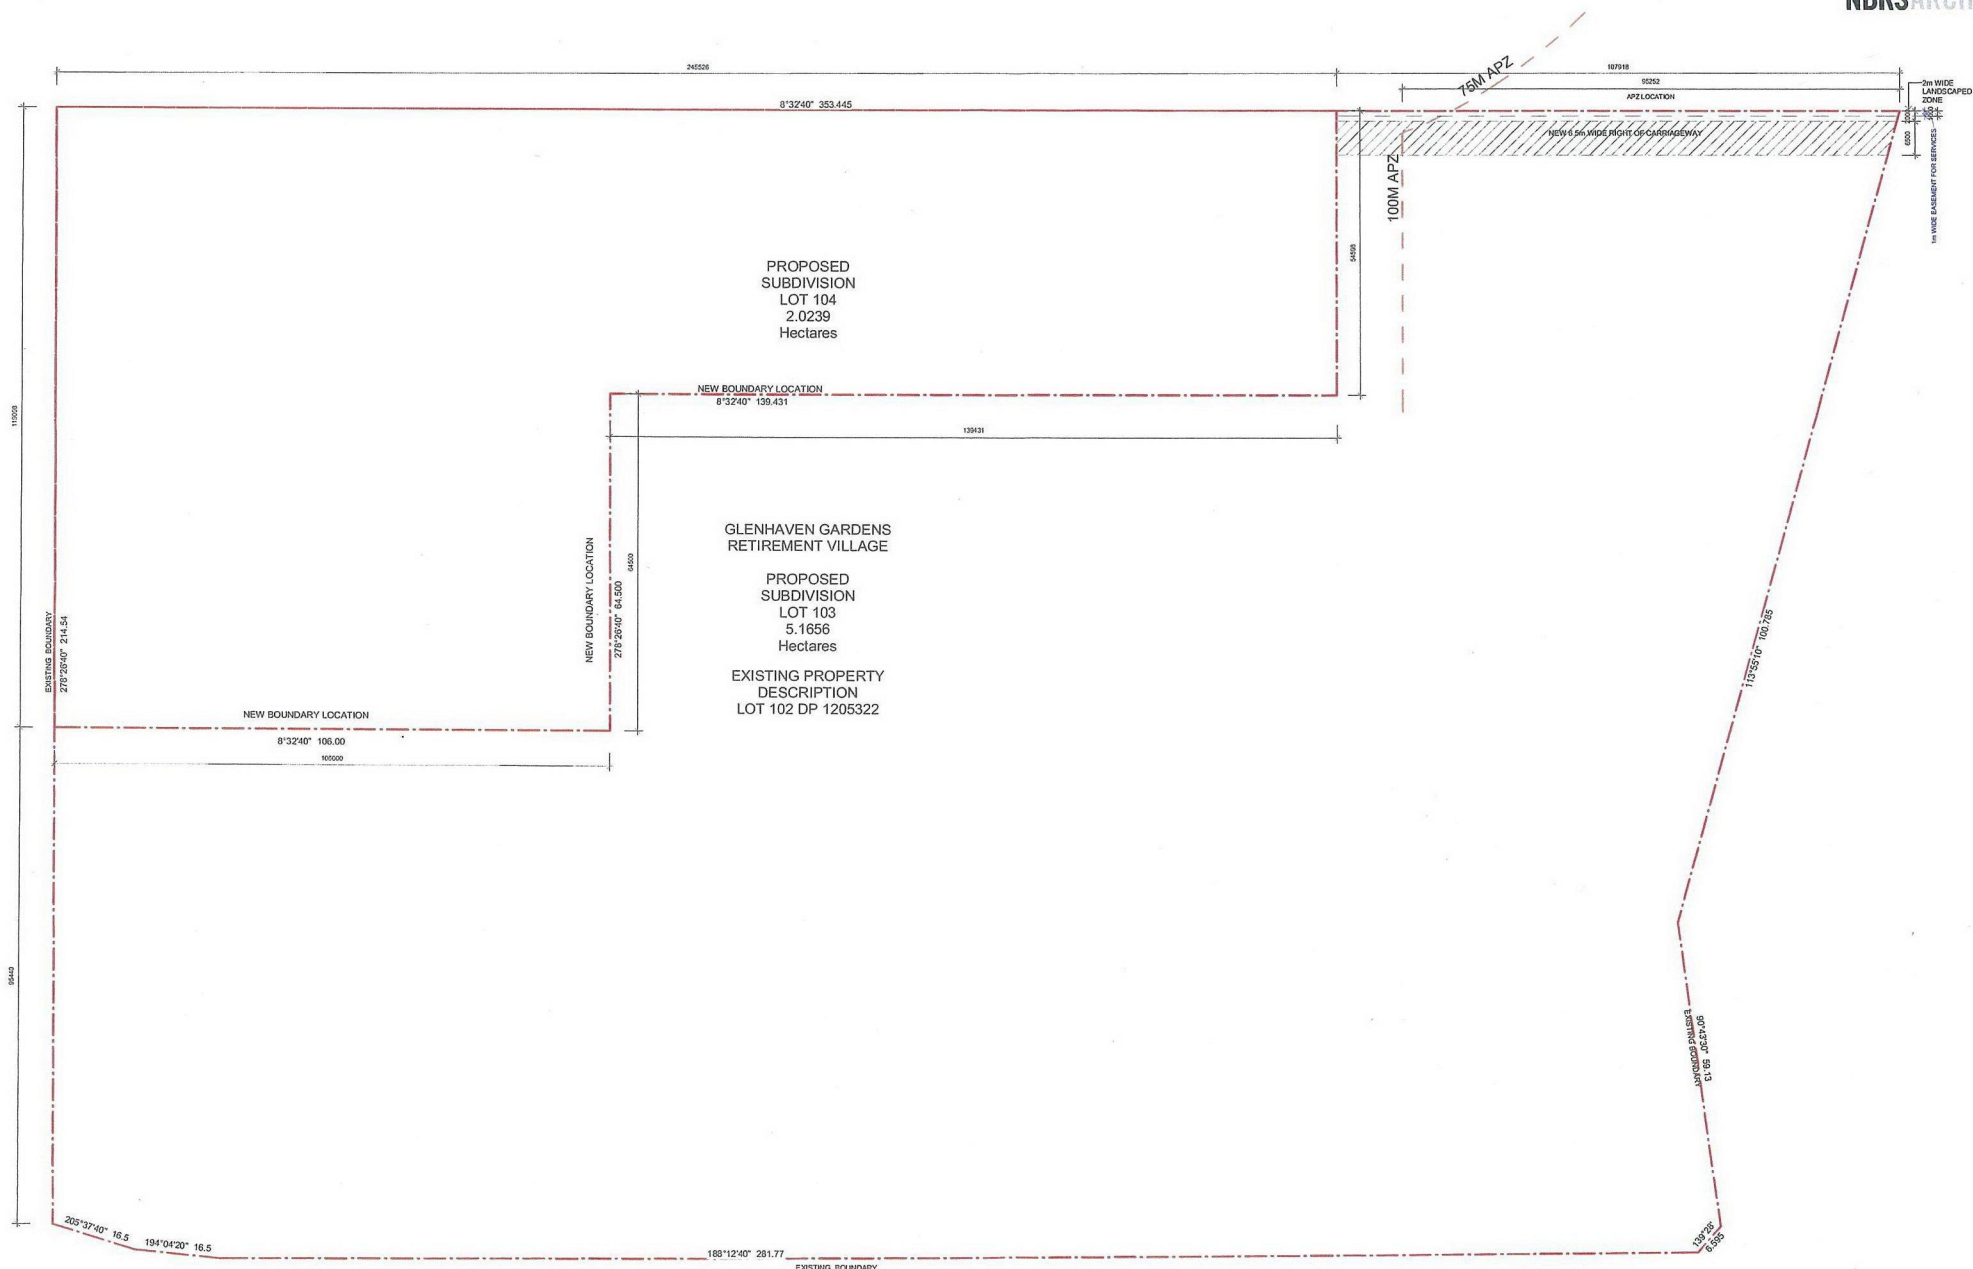 NBRSARCH
245526
107918
95252
APZ LOCATION
2m WIDE
LANDSCAPED
ZONE
75M APZ
8°32'40" 353.445
NEW 6.5m WIDE RIGHT OF CARRIAGEWAY
2000
6500
1m WIDE EASEMENT FOR SERVICES
100M APZ
54598
PROPOSED
SUBDIVISION
LOT 104
2.0239
Hectares
NEW BOUNDARY LOCATION
8°32'40" 139.431
139431
GLENHAVEN GARDENS
RETIREMENT VILLAGE
PROPOSED
SUBDIVISION
LOT 103
5.1656
Hectares
EXISTING PROPERTY
DESCRIPTION
LOT 102 DP 1205322
NEW BOUNDARY LOCATION
278°26'40" 64.500
64500
EXISTING BOUNDARY
278°26'40" 214.54
NEW BOUNDARY LOCATION
8°32'40" 106.00
113°55'10" 100.785
95440
90°43'30" 59.13
EXISTING BOUNDARY
205°37'40" 16.5
194°04'20" 16.5
188°12'40" 281.77
EXISTING BOUNDARY
139°28'
6.595